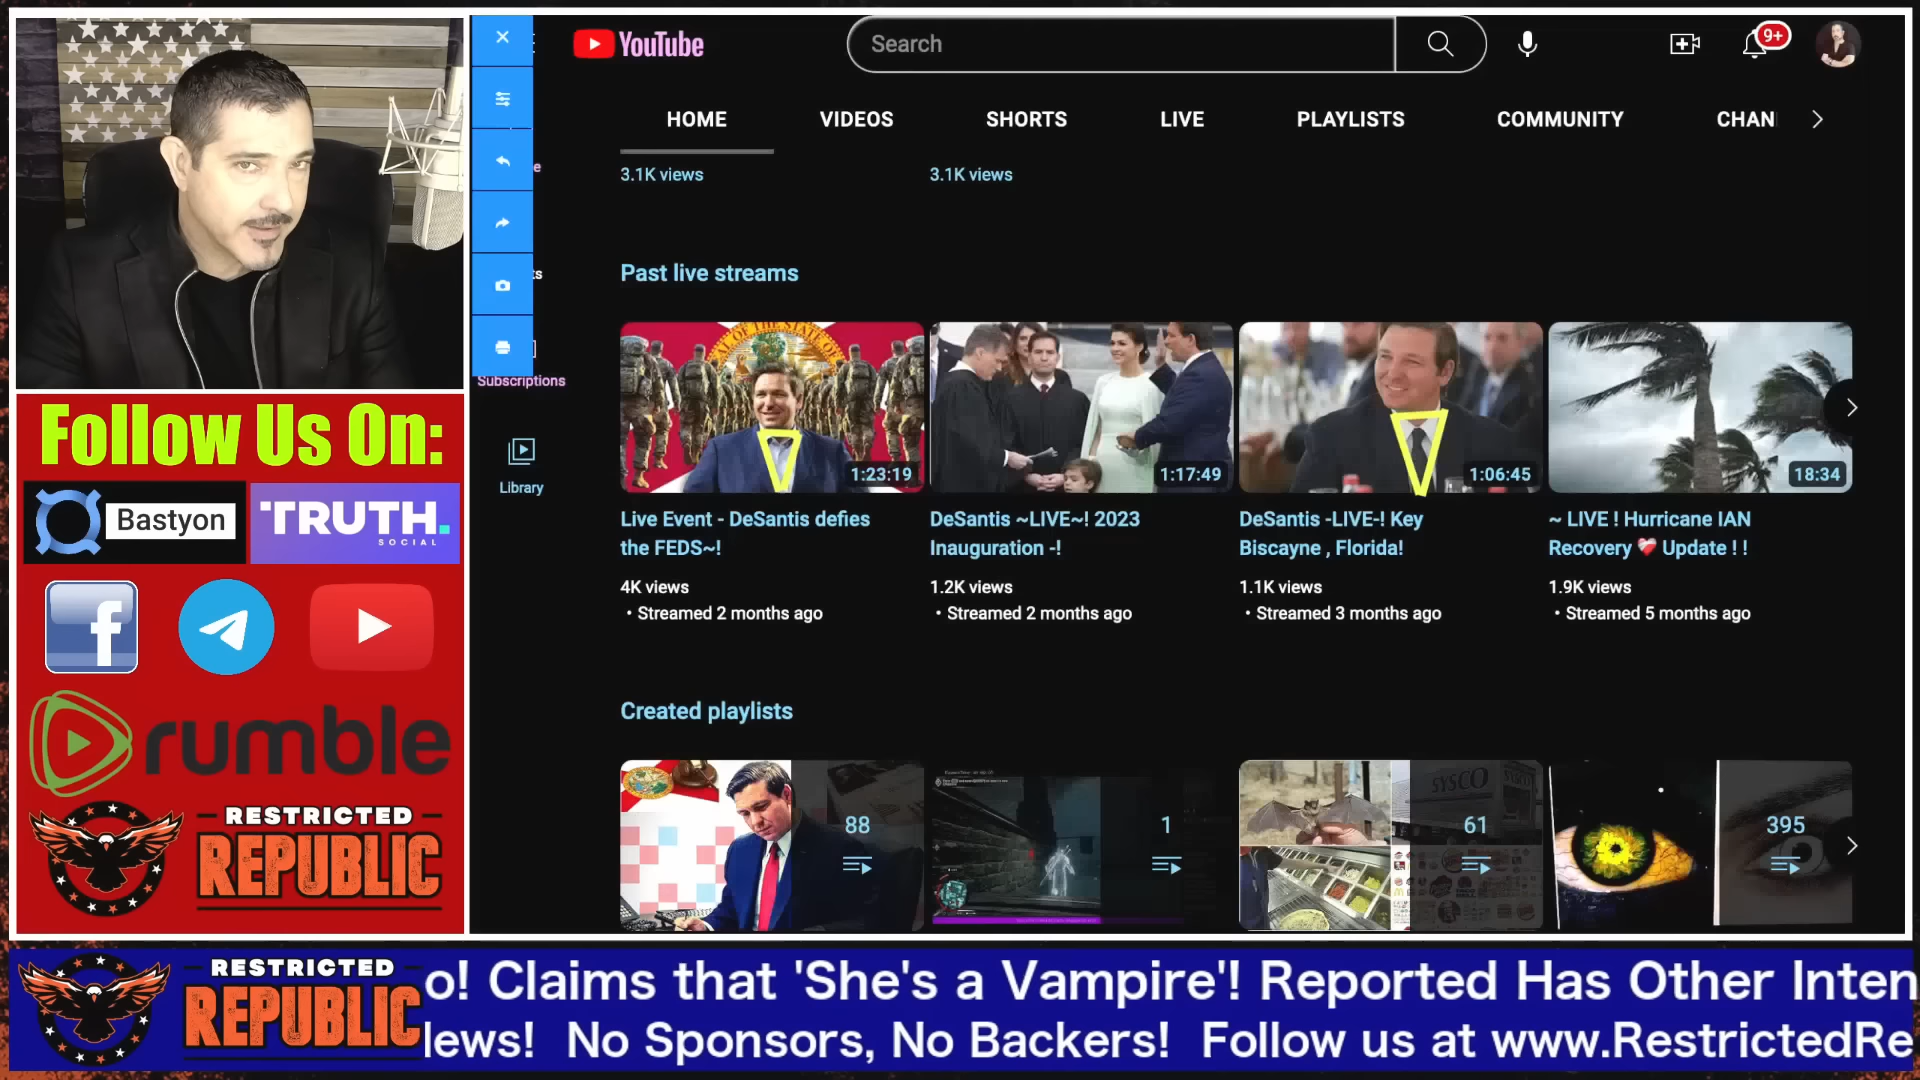 YouTube
Search
9+
HOME
VIDEOS
SHORTS
LIVE
PLAYLISTS
COMMUNITY
CHAN
3.1K views
3.1K views
Subscriptions
Library
Past live streams
1:23:19
1:17:49
1:06:45
18:34
Live Event - DeSantis defies
the FEDS~!
4K views
• Streamed 2 months ago
DeSantis ~LIVE~! 2023
Inauguration -!
1.2K views
• Streamed 2 months ago
DeSantis -LIVE-! Key
Biscayne , Florida!
1.1K views
• Streamed 3 months ago
~ LIVE ! Hurricane IAN
Recovery ❤️‍🩹 Update ! !
1.9K views
• Streamed 5 months ago
Created playlists
88
1
SYSCO
61
395
Follow Us On:
Bastyon
TRUTH.
SOCIAL
rumble
RESTRICTED
REPUBLIC
RESTRICTED
REPUBLIC
o! Claims that 'She's a Vampire'! Reported Has Other Inten
lews! No Sponsors, No Backers! Follow us at www.RestrictedRe